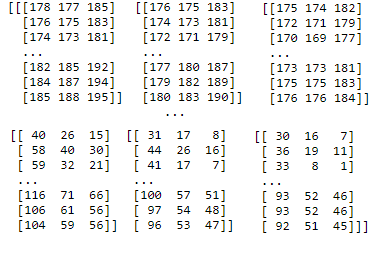 [[[178 177 185] [[176 175 183] [[175 174 182]
[176 175 183] [174 173 181] [172 171 179]
[174 173 181] [172 171 179] [170 169 177]
... ... ...
[182 185 192] [177 180 187] [173 173 181]
[184 187 194] [179 182 189] [175 175 183]
[185 188 195]] [180 183 190]] [176 176 184]]
...
[[ 40 26 15] [[ 31 17 8] [[ 30 16 7]
[ 58 40 30] [ 44 26 16] [ 36 19 11]
[ 59 32 21] [ 41 17 7] [ 33 8 1]
... ... ...
[116 71 66] [100 57 51] [ 93 52 46]
[106 61 56] [ 97 54 48] [ 93 52 46]
[104 59 56]] [ 96 53 47]] [ 92 51 45]]]